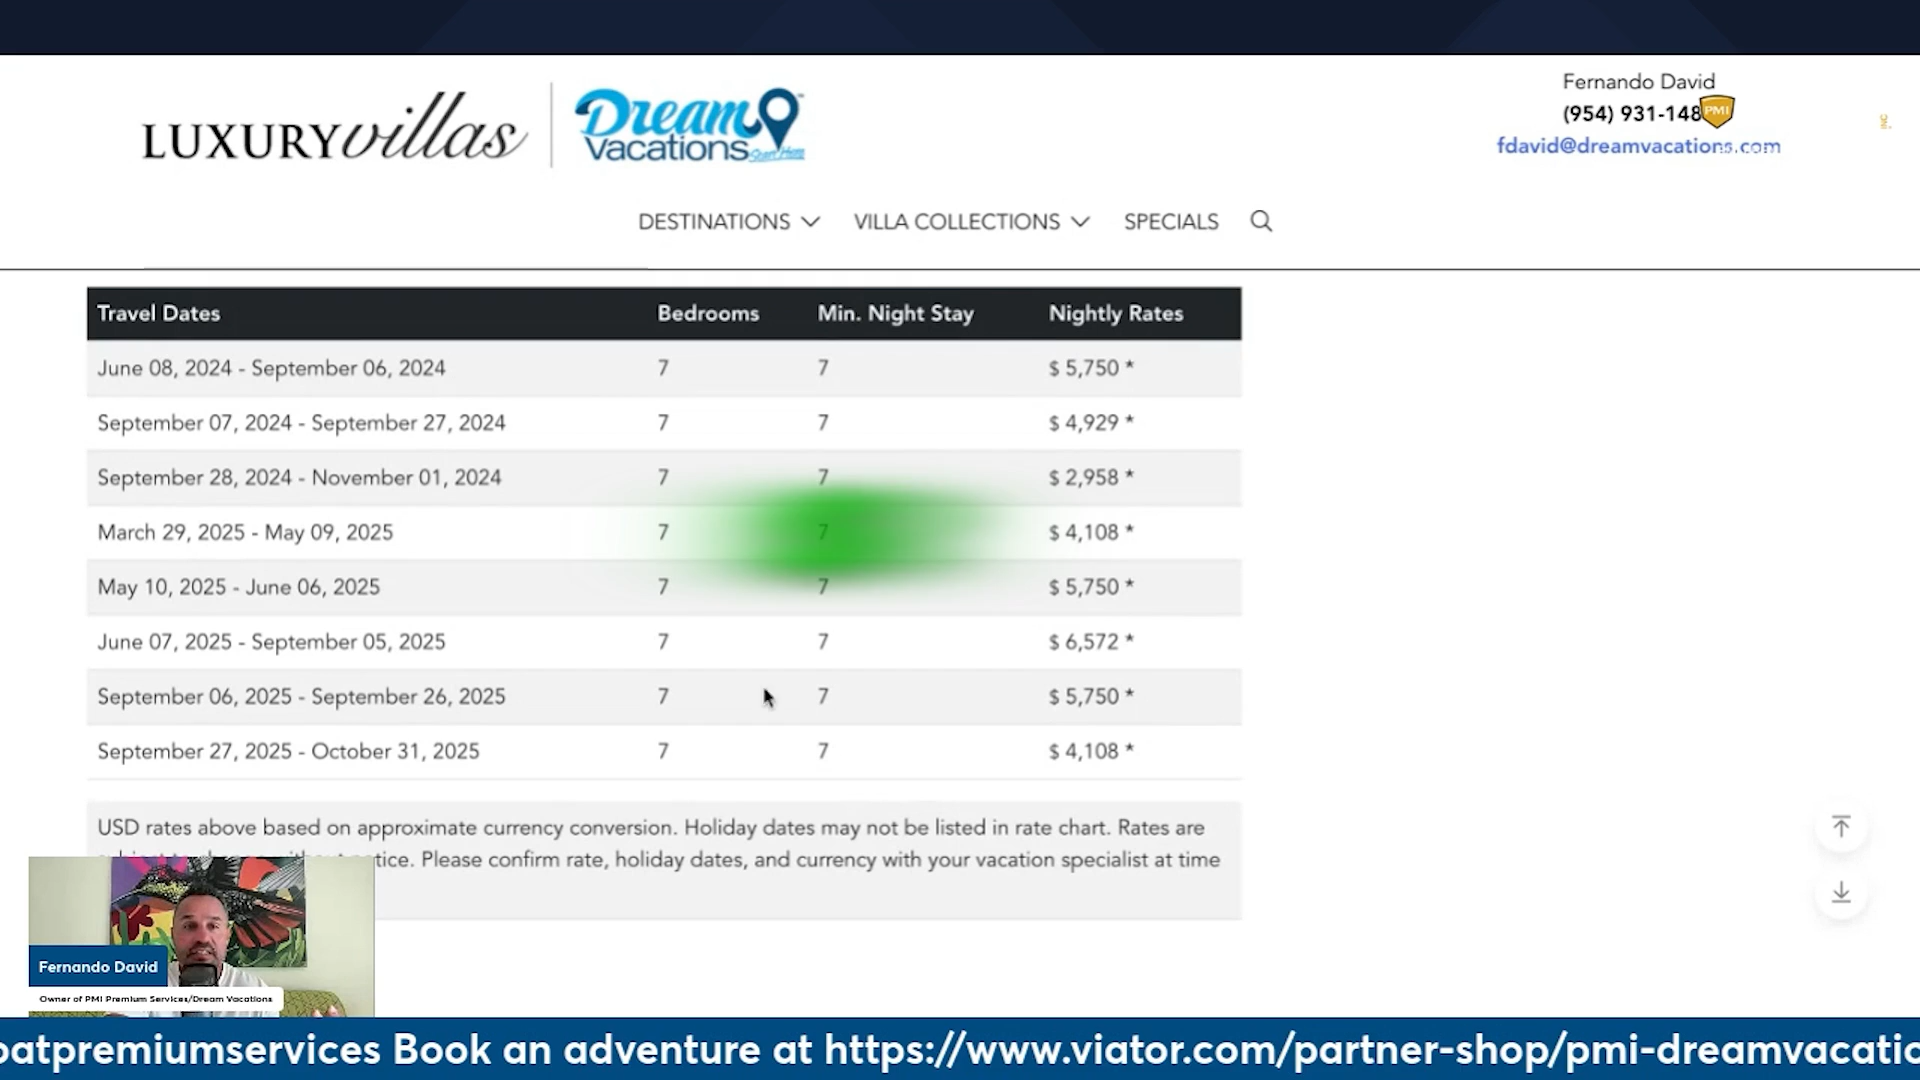 LUXURYvillas
Dream Vacations
Start Here
Fernando David
(954) 931-148
PMI
fdavid@dreamvacations.com
DESTINATIONS
VILLA COLLECTIONS
SPECIALS
Travel Dates Bedrooms Min. Night Stay Nightly Rates
June 08, 2024 - September 06, 2024 7 7 $ 5,750 *
September 07, 2024 - September 27, 2024 7 7 $ 4,929 *
September 28, 2024 - November 01, 2024 7 7 $ 2,958 *
March 29, 2025 - May 09, 2025 7 7 $ 4,108 *
May 10, 2025 - June 06, 2025 7 7 $ 5,750 *
June 07, 2025 - September 05, 2025 7 7 $ 6,572 *
September 06, 2025 - September 26, 2025 7 7 $ 5,750 *
September 27, 2025 - October 31, 2025 7 7 $ 4,108 *
USD rates above based on approximate currency conversion. Holiday dates may not be listed in rate chart. Rates are
tice. Please confirm rate, holiday dates, and currency with your vacation specialist at time
Fernando David
Owner of PMI Premium Services/Dream Vacations
patpremiumservices Book an adventure at https://www.viator.com/partner-shop/pmi-dreamvacatio